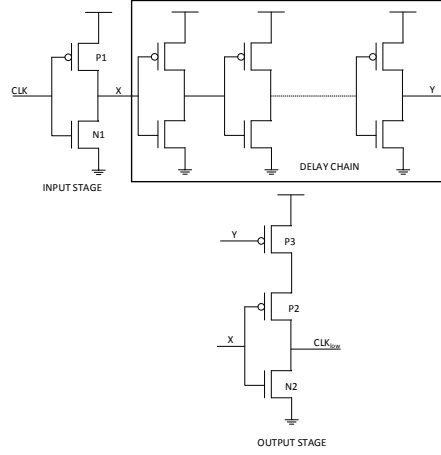 P1
CLK
X
Y
N1
INPUT STAGE
DELAY CHAIN
Y
P3
P2
X
CLKlow
N2
OUTPUT STAGE